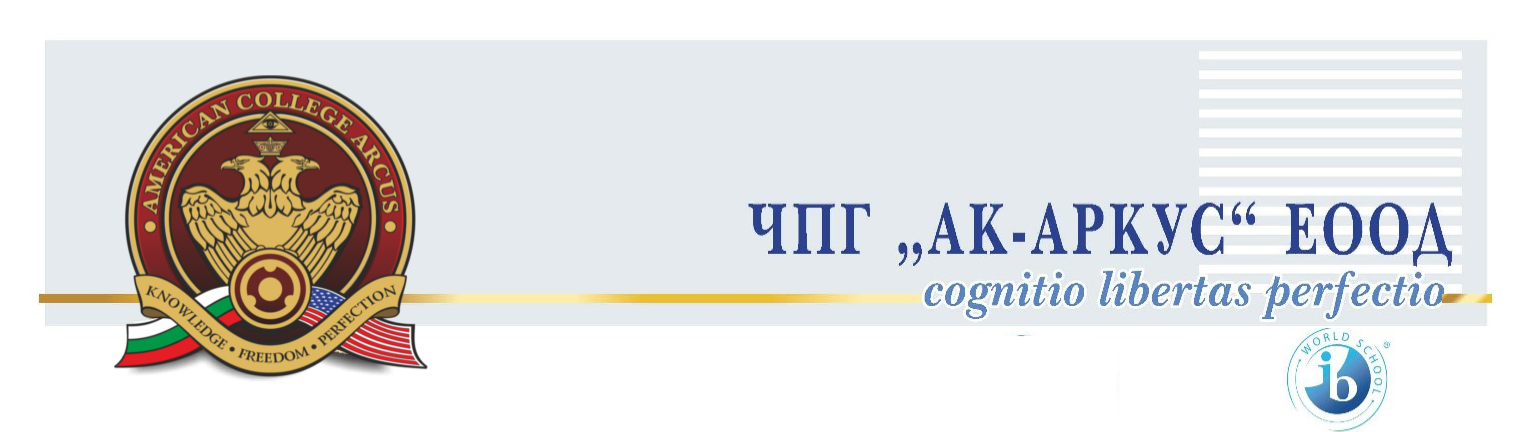 AMERICAN COLLEGE ARCUS
KNOWLEDGE • FREEDOM • PERFECTION
ЧПГ „АК-АРКУС“ ЕООД
cognitio libertas perfectio
WORLD SCHOOL ®
ib